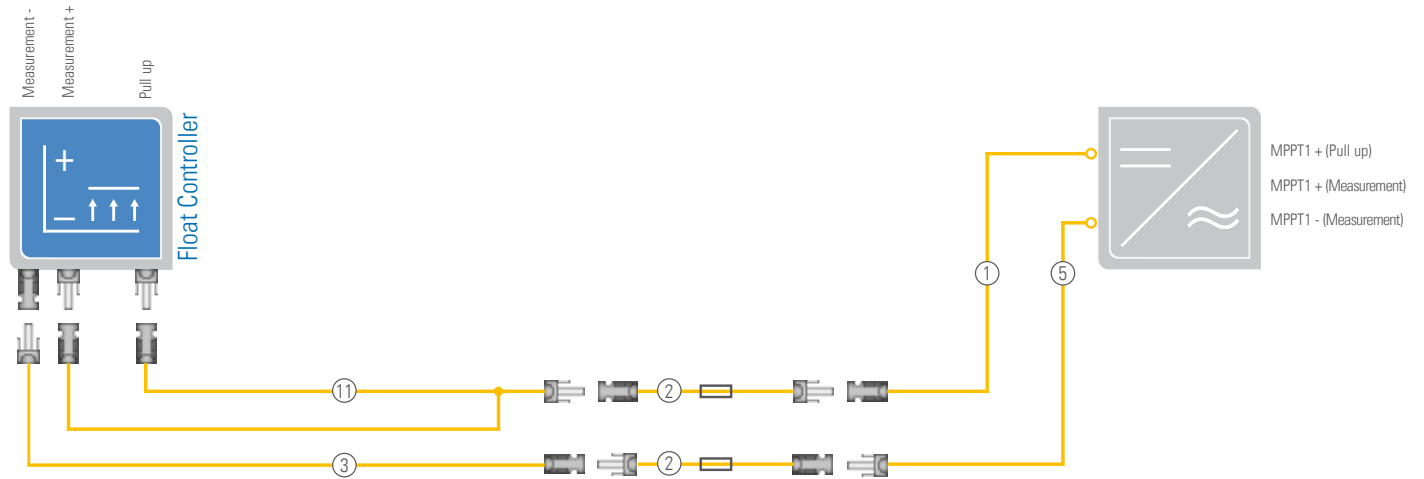 Measurement -
Measurement +
Pull up
Float Controller
+
MPPT1 + (Pull up)
MPPT1 + (Measurement)
MPPT1 - (Measurement)
1
5
11
2
3
2